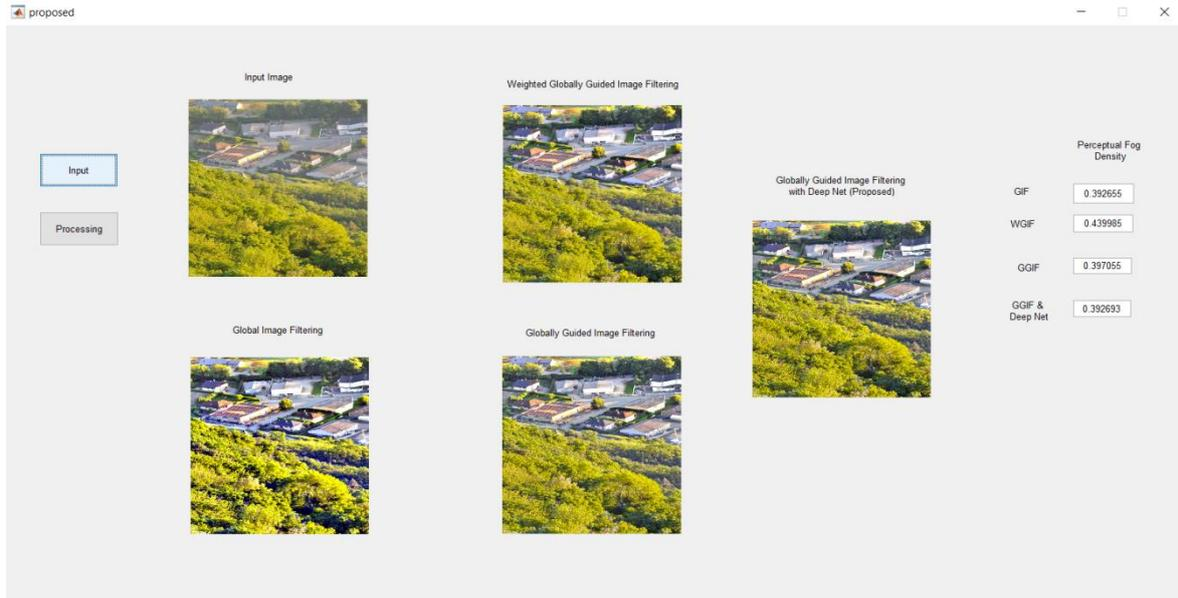 proposed
Input Image
Weighted Globally Guided Image Filtering
Input
Processing
Globally Guided Image Filtering
with Deep Net (Proposed)
Perceptual Fog
Density
GIF
0.392655
WGIF
0.439985
GGIF
0.397055
GGIF &
Deep Net
0.392693
Global Image Filtering
Globally Guided Image Filtering